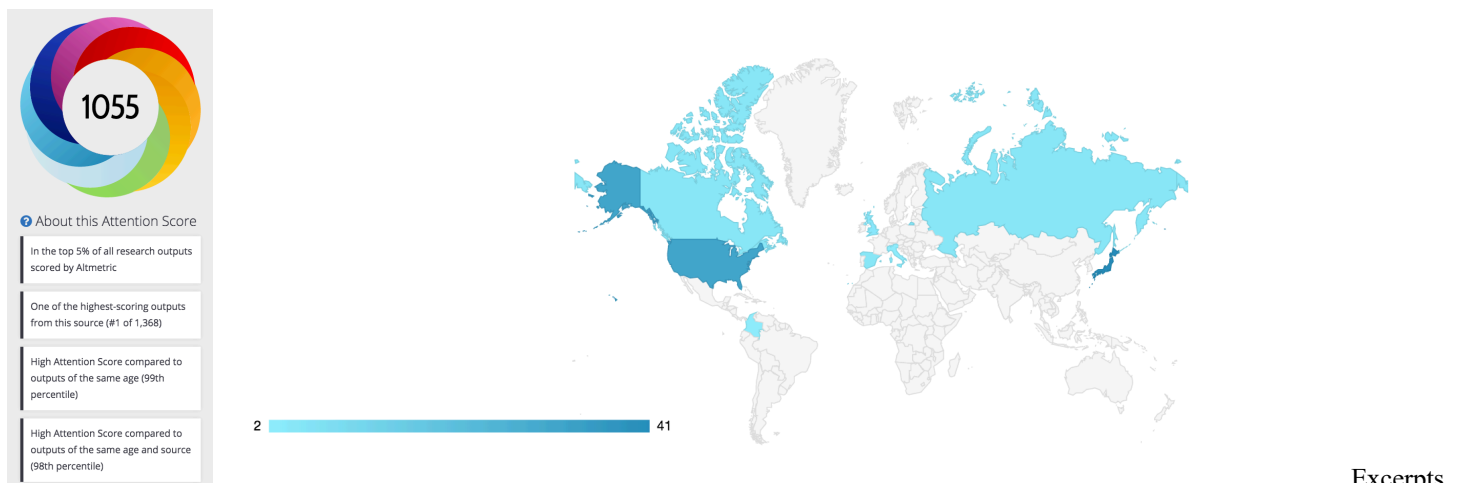 1055
About this Attention Score
In the top 5% of all research outputs
scored by Altmetric
One of the highest-scoring outputs
from this source (#1 of 1,368)
High Attention Score compared to
outputs of the same age (99th
percentile)
High Attention Score compared to
outputs of the same age and source
(98th percentile)
2
41
Excerpts